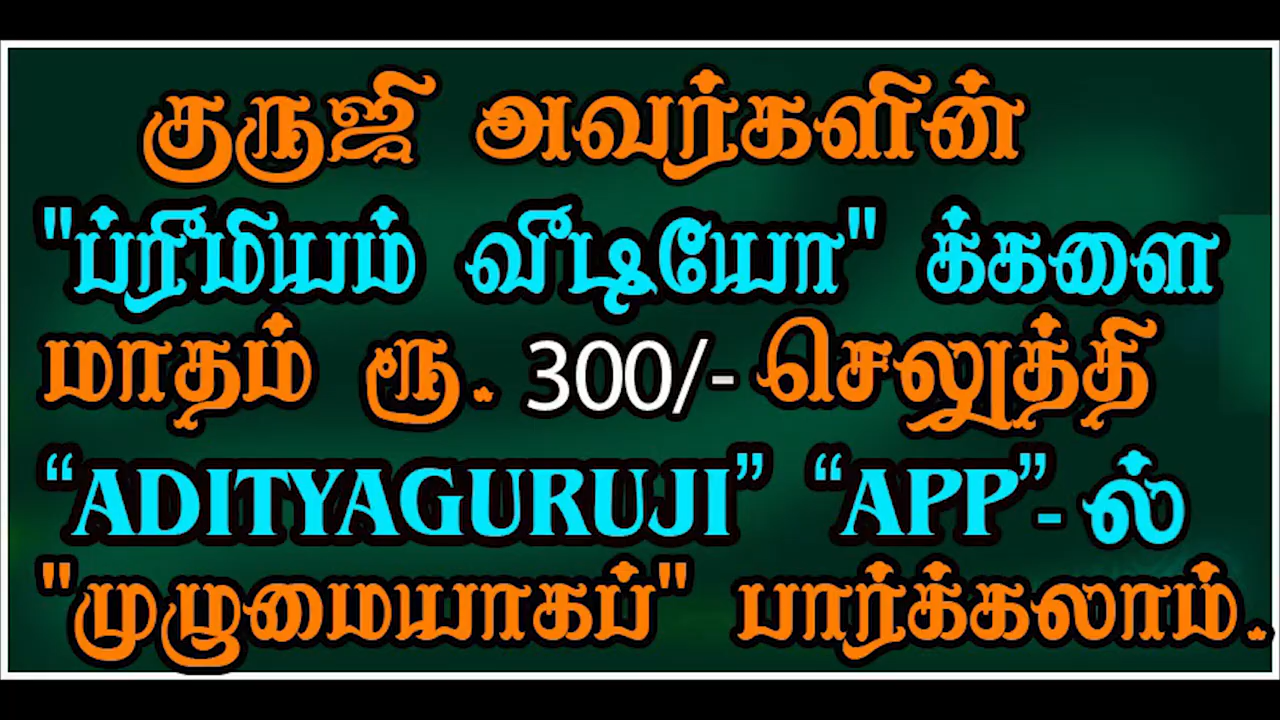 குருஜி அவர்களின்
"ப்ரீமியம் வீடியோ" க்களை
மாதம் ரூ. 300/- செலுத்தி
“ADITYAGURUJI” “APP”- ல்
"முழுமையாகப்" பார்க்கலாம்.